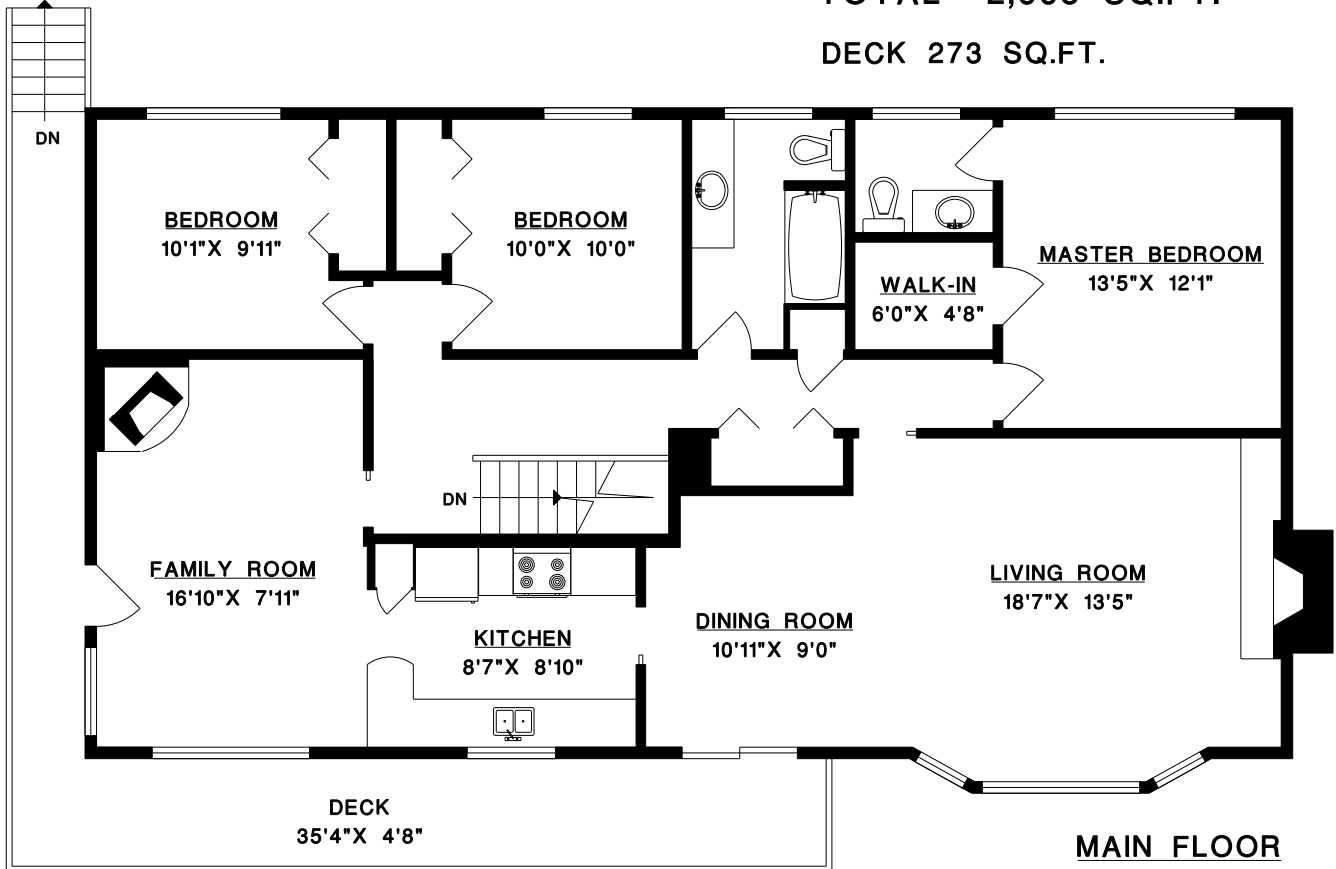 DECK 273 SQ.FT.
DN
BEDROOM
10'1"X 9'11"
BEDROOM
10'0"X 10'0"
MASTER BEDROOM
13'5"X 12'1"
WALK-IN
6'0"X 4'8"
DN
FAMILY ROOM
16'10"X 7'11"
KITCHEN
8'7"X 8'10"
DINING ROOM
10'11"X 9'0"
LIVING ROOM
18'7"X 13'5"
DECK
35'4"X 4'8"
MAIN FLOOR